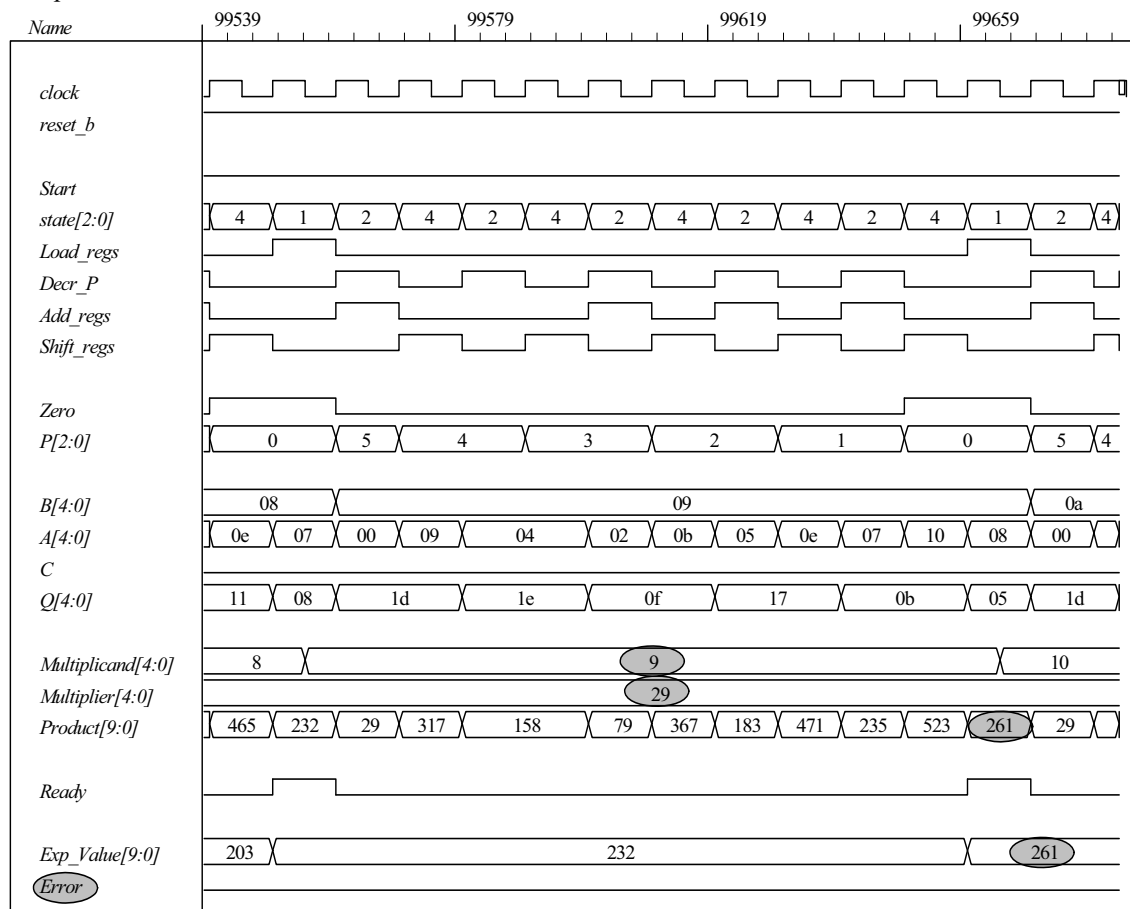 Name 99539 99579 99619 99659
clock
reset_b
Start
state[2:0] 4 1 2 4 2 4 2 4 2 4 2 4 1 2 4
Load_regs
Decr_P
Add_regs
Shift_regs
Zero
P[2:0] 0 5 4 3 2 1 0 5 4
B[4:0] 08 09 0a
A[4:0] 0e 07 00 09 04 02 0b 05 0e 07 10 08 00
C
Q[4:0] 11 08 1d 1e 0f 17 0b 05 1d
Multiplicand[4:0] 8 9 10
Multiplier[4:0] 29
Product[9:0] 465 232 29 317 158 79 367 183 471 235 523 261 29
Ready
Exp_Value[9:0] 203 232 261
Error